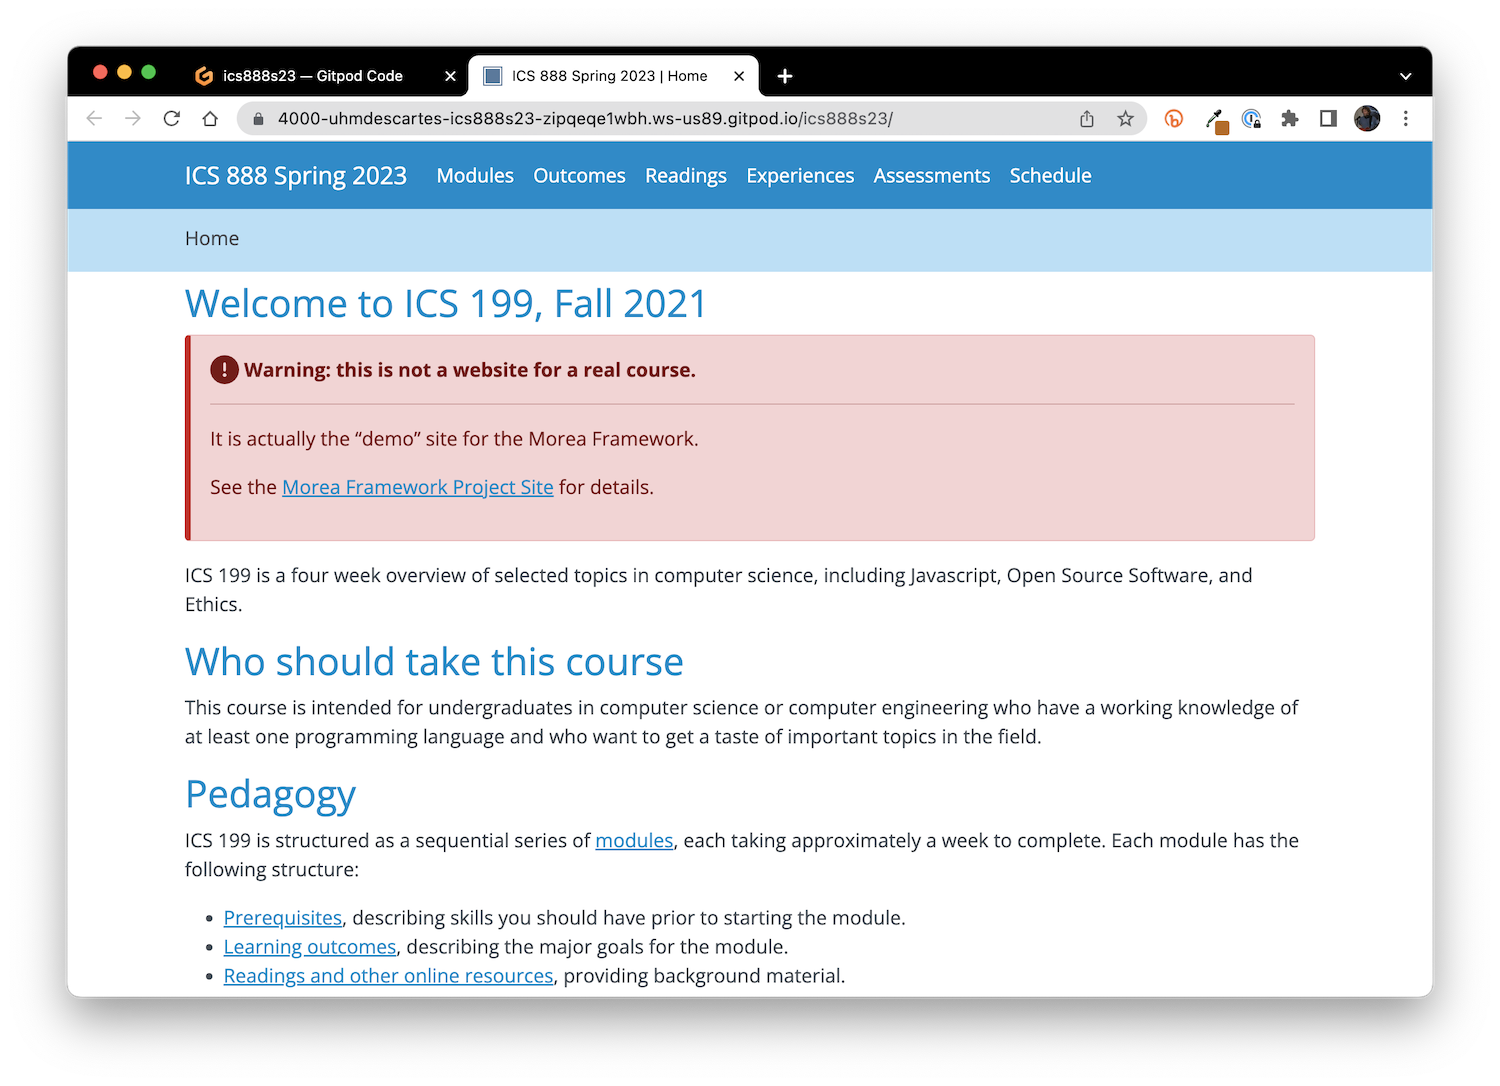 ics888s23 — Gitpod Code
ICS 888 Spring 2023 | Home
4000-uhmdescartes-ics888s23-zipqeqe1wbh.ws-us89.gitpod.io/ics888s23/
ICS 888 Spring 2023 Modules Outcomes Readings Experiences Assessments Schedule
Home
Welcome to ICS 199, Fall 2021
Warning: this is not a website for a real course.
It is actually the “demo” site for the Morea Framework.
See the Morea Framework Project Site for details.
ICS 199 is a four week overview of selected topics in computer science, including Javascript, Open Source Software, and
Ethics.
Who should take this course
This course is intended for undergraduates in computer science or computer engineering who have a working knowledge of
at least one programming language and who want to get a taste of important topics in the field.
Pedagogy
ICS 199 is structured as a sequential series of modules, each taking approximately a week to complete. Each module has the
following structure:
• Prerequisites, describing skills you should have prior to starting the module.
• Learning outcomes, describing the major goals for the module.
• Readings and other online resources, providing background material.